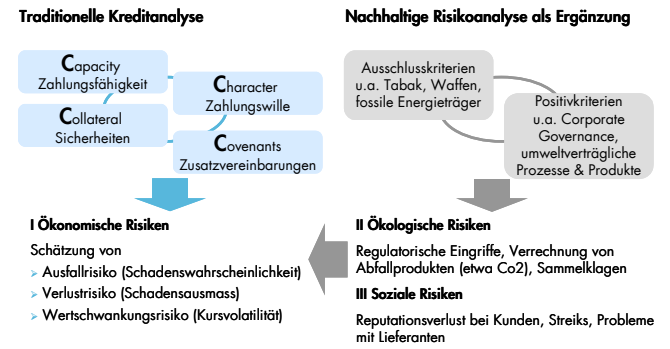 Traditionelle Kreditanalyse
Capacity
Zahlungsfähigkeit
Character
Zahlungswille
Collateral
Sicherheiten
Covenants
Zusatzvereinbarungen
I Ökonomische Risiken
Schätzung von
➢ Ausfallrisiko (Schadenswahrscheinlichkeit)
➢ Verlustrisiko (Schadensausmass)
➢ Wertschwankungsrisiko (Kursvolatilität)
Nachhaltige Risikoanalyse als Ergänzung
Ausschlusskriterien
u.a. Tabak, Waffen,
fossile Energieträger
Positivkriterien
u.a. Corporate
Governance,
umweltverträgliche
Prozesse & Produkte
II Ökologische Risiken
Regulatorische Eingriffe, Verrechnung von
Abfallprodukten (etwa Co2), Sammelklagen
III Soziale Risiken
Reputationsverlust bei Kunden, Streiks, Probleme
mit Lieferanten